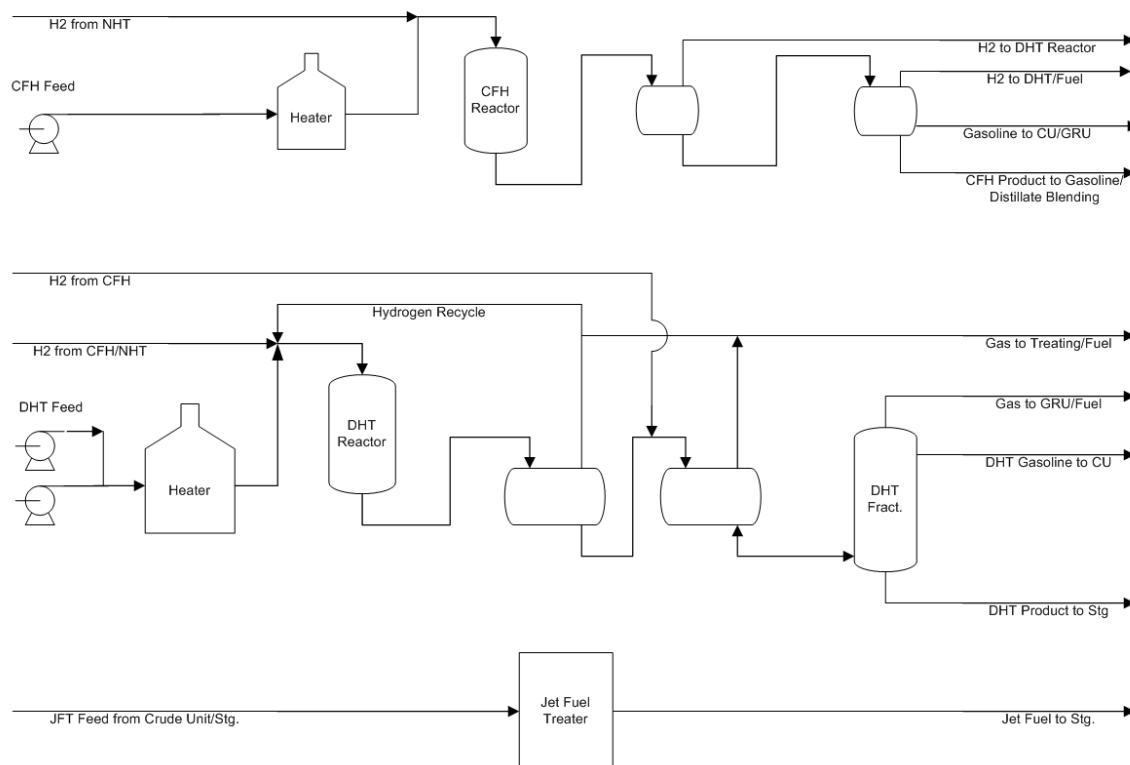 H2 from NHT
CFH Feed
Heater
CFH
Reactor
H2 to DHT Reactor
H2 to DHT/Fuel
Gasoline to CU/GRU
CFH Product to Gasoline/
Distillate Blending
H2 from CFH
Hydrogen Recycle
H2 from CFH/NHT
Gas to Treating/Fuel
DHT Feed
Heater
DHT
Reactor
Gas to GRU/Fuel
DHT Gasoline to CU
DHT
Fract.
DHT Product to Stg
JFT Feed from Crude Unit/Stg.
Jet Fuel
Treater
Jet Fuel to Stg.